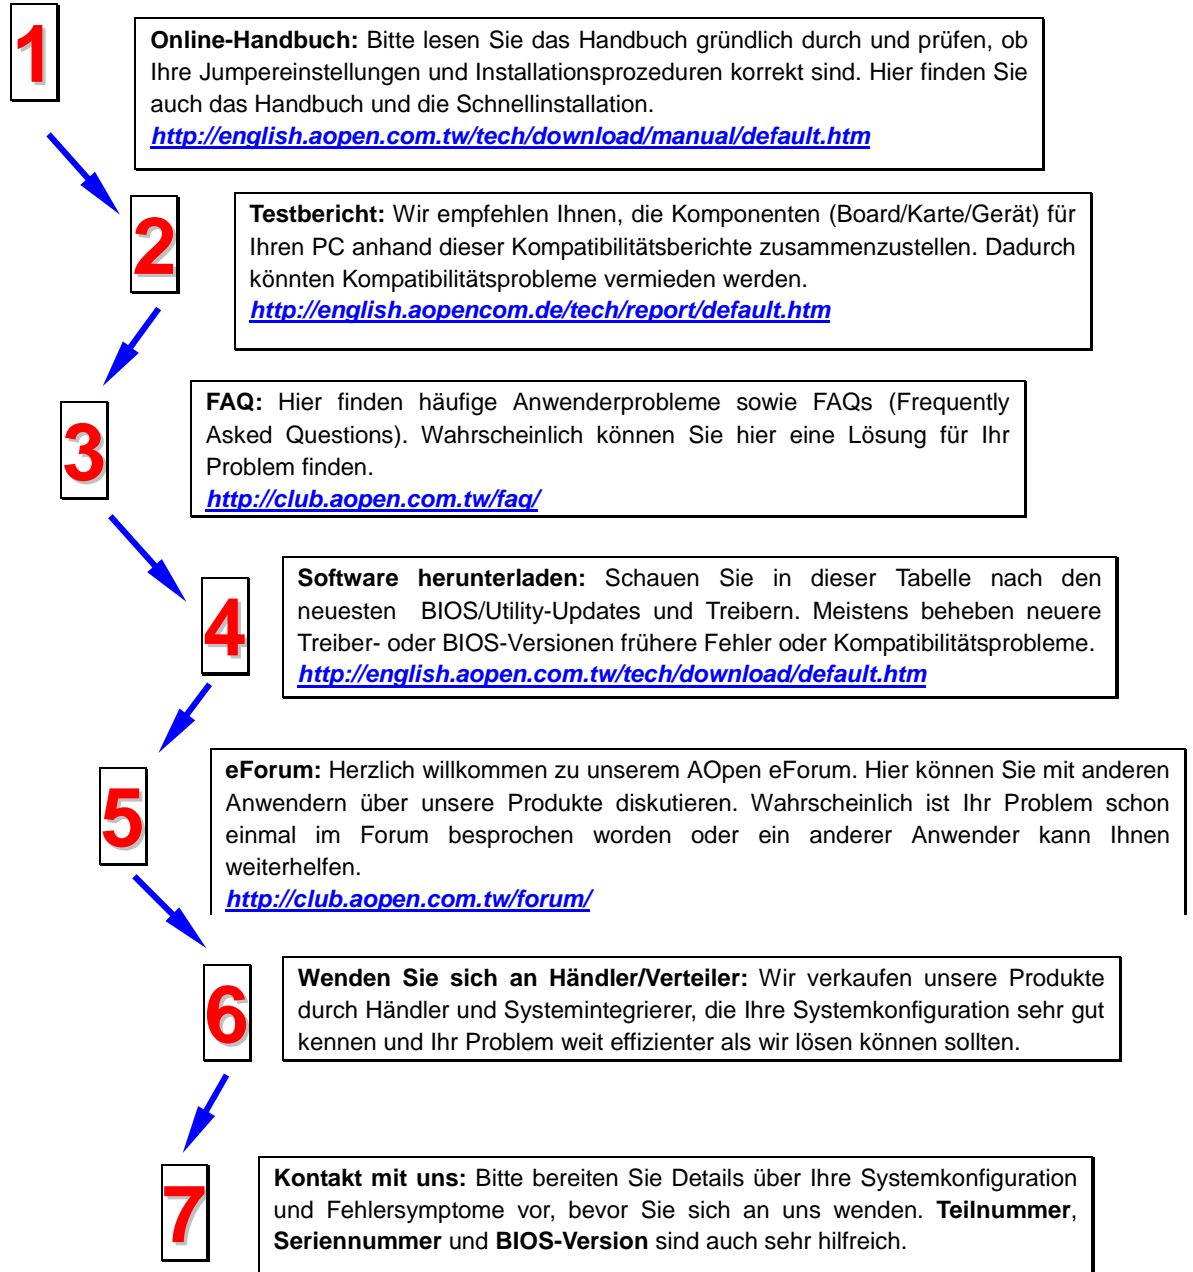 1
Online-Handbuch: Bitte lesen Sie das Handbuch gründlich durch und prüfen, ob
Ihre Jumpereinstellungen und Installationsprozeduren korrekt sind. Hier finden Sie
auch das Handbuch und die Schnellinstallation.
http://english.aopen.com.tw/tech/download/manual/default.htm
2
Testbericht: Wir empfehlen Ihnen, die Komponenten (Board/Karte/Gerät) für
Ihren PC anhand dieser Kompatibilitätsberichte zusammenzustellen. Dadurch
könnten Kompatibilitätsprobleme vermieden werden.
http://english.aopencom.de/tech/report/default.htm
3
FAQ: Hier finden häufige Anwenderprobleme sowie FAQs (Frequently
Asked Questions). Wahrscheinlich können Sie hier eine Lösung für Ihr
Problem finden.
http://club.aopen.com.tw/faq/
4
Software herunterladen: Schauen Sie in dieser Tabelle nach den
neuesten BIOS/Utility-Updates und Treibern. Meistens beheben neuere
Treiber- oder BIOS-Versionen frühere Fehler oder Kompatibilitätsprobleme.
http://english.aopen.com.tw/tech/download/default.htm
5
eForum: Herzlich willkommen zu unserem AOpen eForum. Hier können Sie mit anderen
Anwendern über unsere Produkte diskutieren. Wahrscheinlich ist Ihr Problem schon
einmal im Forum besprochen worden oder ein anderer Anwender kann Ihnen
weiterhelfen.
http://club.aopen.com.tw/forum/
6
Wenden Sie sich an Händler/Verteiler: Wir verkaufen unsere Produkte
durch Händler und Systemintegrierer, die Ihre Systemkonfiguration sehr gut
kennen und Ihr Problem weit effizienter als wir lösen können sollten.
7
Kontakt mit uns: Bitte bereiten Sie Details über Ihre Systemkonfiguration
und Fehlersymptome vor, bevor Sie sich an uns wenden. Teilnummer,
Seriennummer und BIOS-Version sind auch sehr hilfreich.